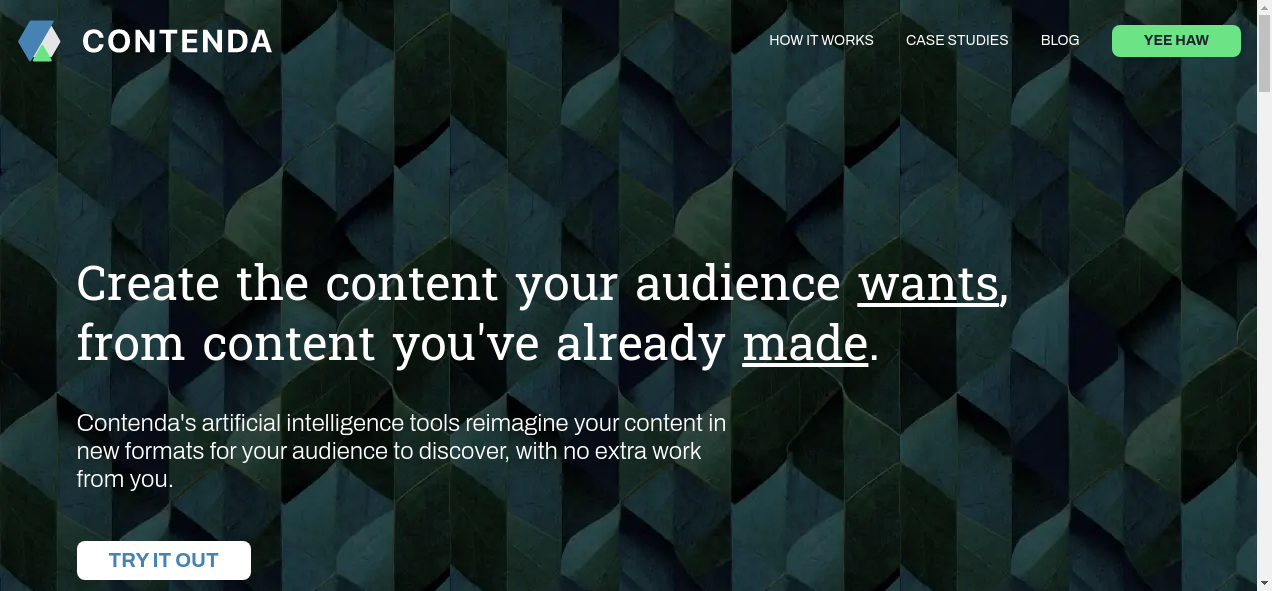 CONTENDA
HOW IT WORKS
CASE STUDIES
BLOG
YEE HAW
Create the content your audience wants,
from content you've already made.
Contenda's artificial intelligence tools reimagine your content in
new formats for your audience to discover, with no extra work
from you.
TRY IT OUT